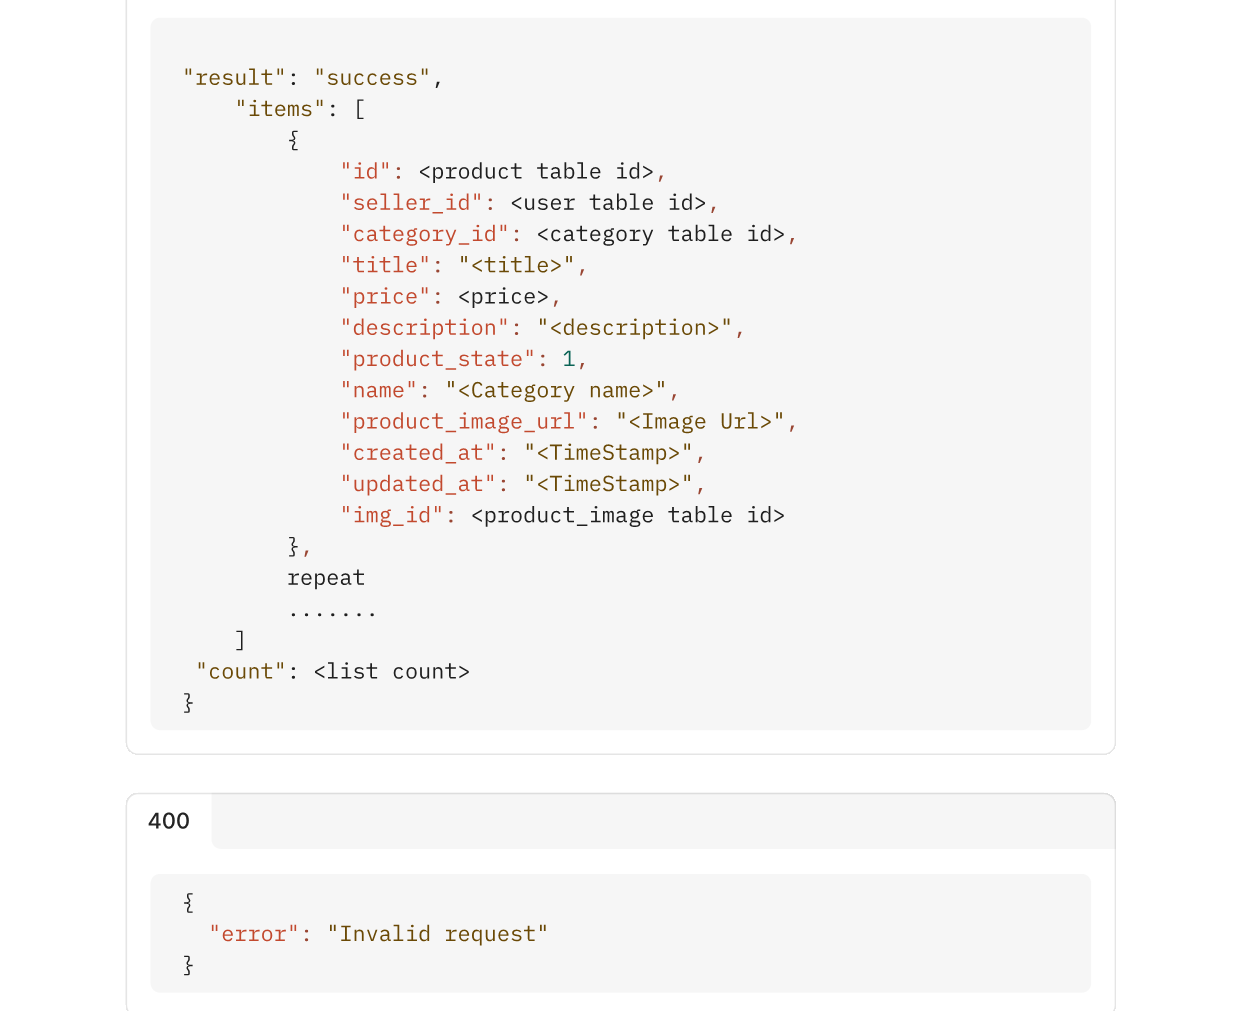 "result": "success",
"items": [
{
"id": <product table id>,
"seller_id": <user table id>,
"category_id": <category table id>,
"title": "<title>",
"price": <price>,
"description": "<description>",
"product_state": 1,
"name": "<Category name>",
"product_image_url": "<Image Url>",
"created_at": "<TimeStamp>",
"updated_at": "<TimeStamp>",
"img_id": <product_image table id>
},
repeat
.......
]
"count": <list count>
}
400
{
"error": "Invalid request"
}